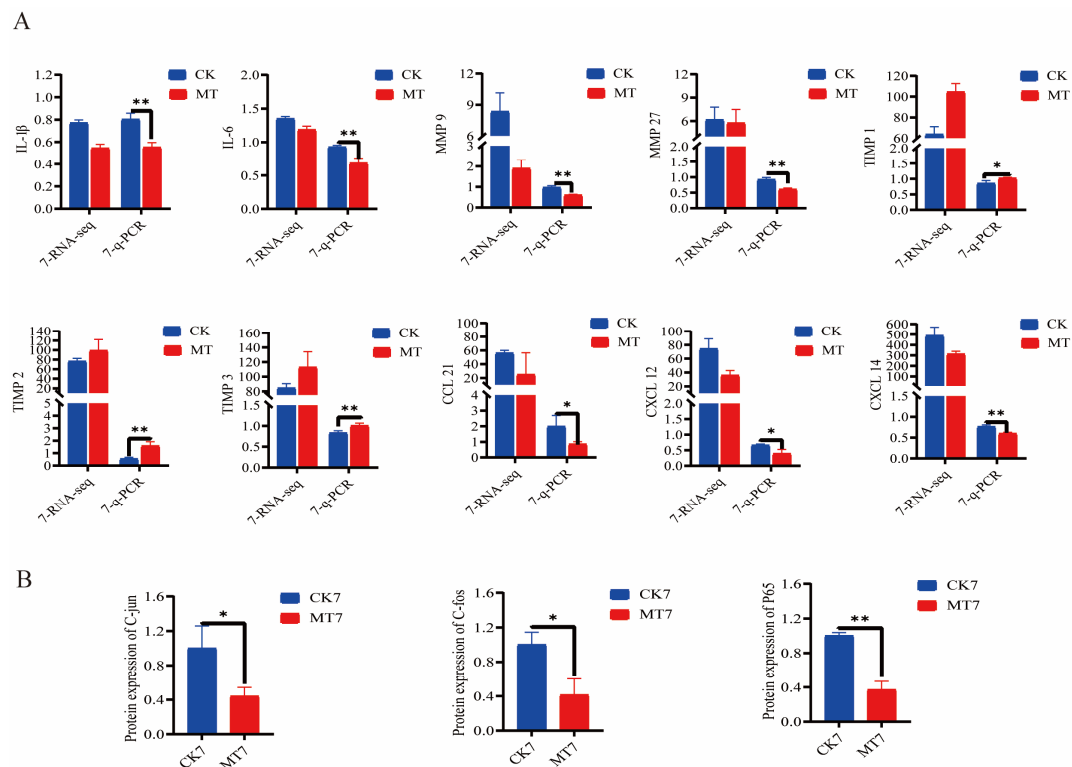 A
IL-1β
1.2
1.0
0.8
0.6
0.4
0.2
0.0
**
CK
MT
7-RNA-seq
7-q-PCR
IL-6
2.0
1.5
1.0
0.5
0.0
**
CK
MT
7-RNA-seq
7-q-PCR
MMP 9
12
9
6
3
2
1
0
**
CK
MT
7-RNA-seq
7-q-PCR
MMP 27
12
9
6
3
2.0
1.5
1.0
0.5
0.0
**
CK
MT
7-RNA-seq
7-q-PCR
TIMP 1
120
100
80
60
2.0
1.5
1.0
0.5
0.0
*
CK
MT
7-RNA-seq
7-q-PCR
TIMP 2
140
120
100
80
60
40
20
5
4
3
2
1
0
**
CK
MT
7-RNA-seq
7-q-PCR
TIMP 3
160
140
120
100
80
1.5
1.0
0.5
0.0
**
CK
MT
7-RNA-seq
7-q-PCR
CCL 21
100
80
60
40
20
4
3
2
1
0
*
CK
MT
7-RNA-seq
7-q-PCR
CXCL 12
100
80
60
40
20
2.0
1.5
1.0
0.5
0.0
*
CK
MT
7-RNA-seq
7-q-PCR
CXCL 14
600
500
400
300
200
100
1.5
1.0
0.5
0.0
**
CK
MT
7-RNA-seq
7-q-PCR
B
Protein expression of C-jun
1.6
1.2
0.8
0.4
0.0
*
CK7
MT7
CK7
MT7
Protein expression of C-fos
1.6
1.2
0.8
0.4
0.0
*
CK7
MT7
CK7
MT7
Protein expression of P65
1.6
1.2
0.8
0.4
0.0
**
CK7
MT7
CK7
MT7